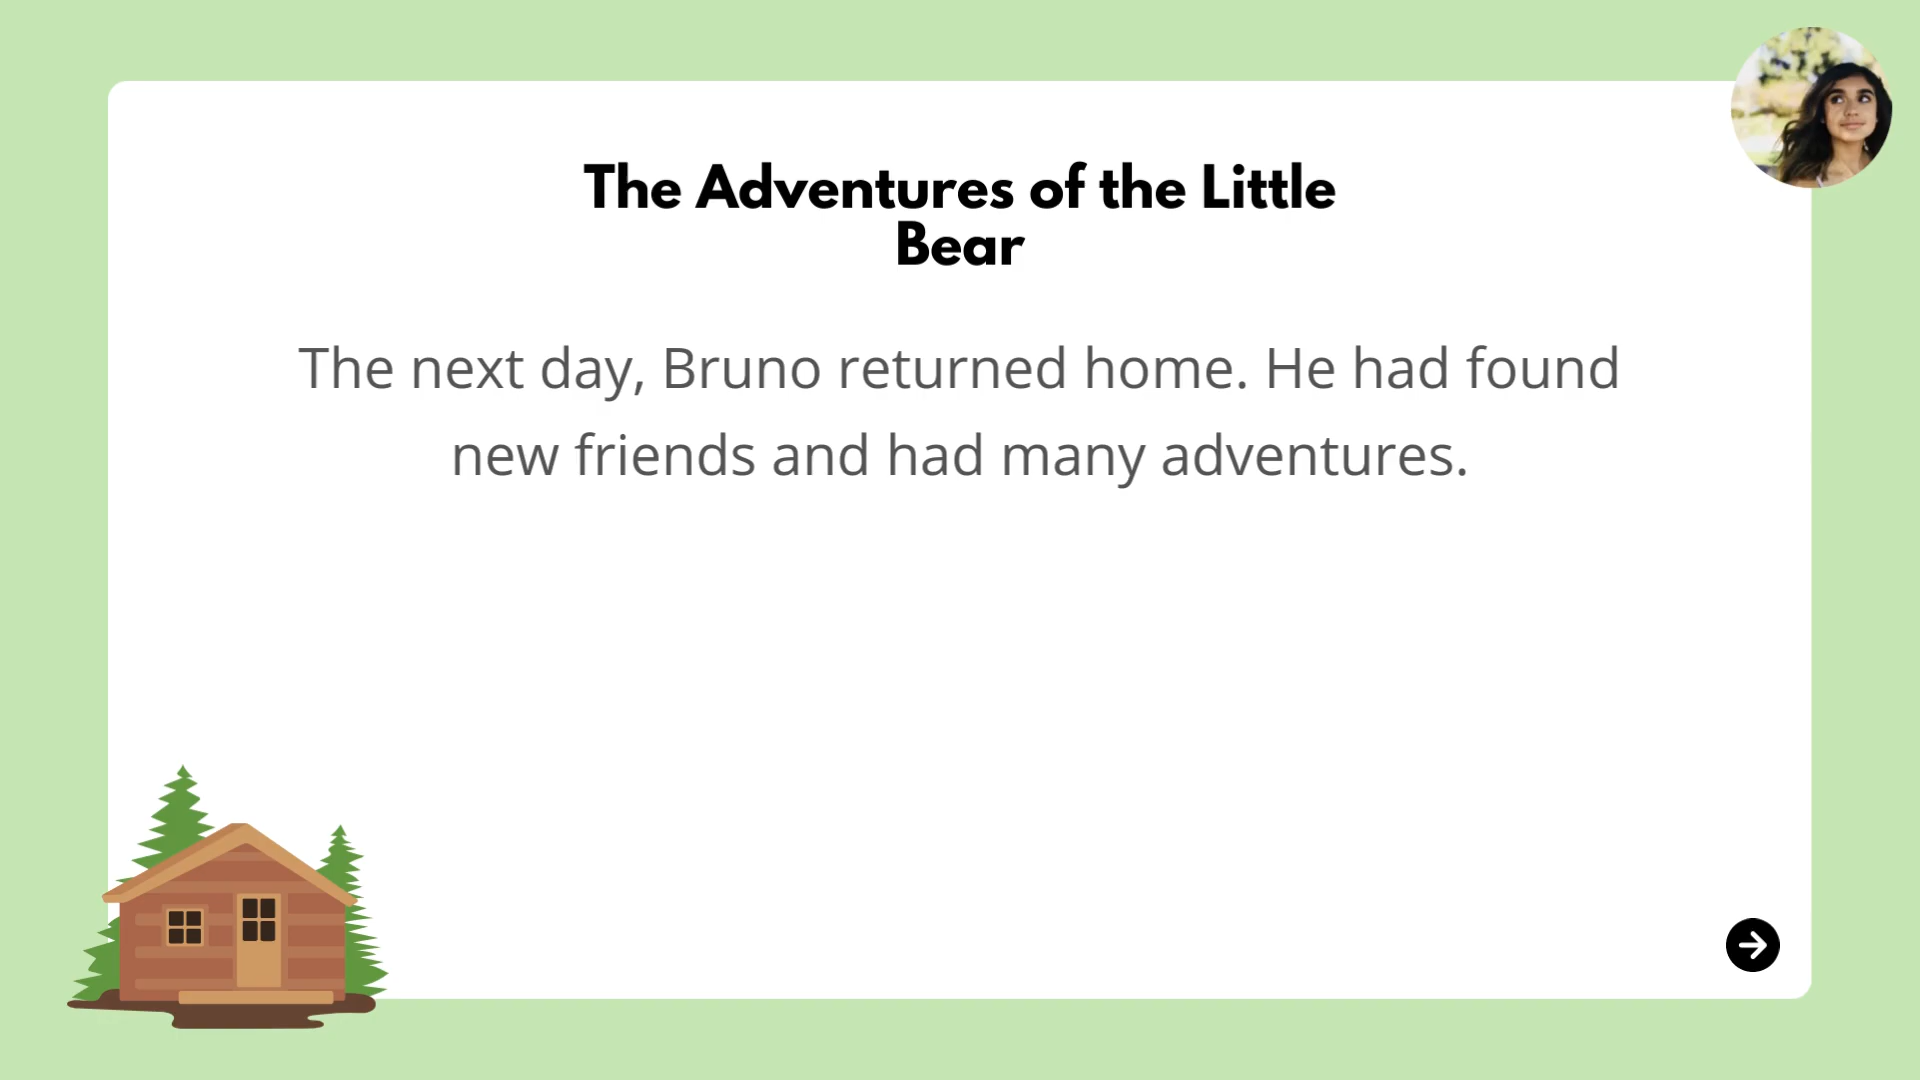 The Adventures of the Little
Bear
The next day, Bruno returned home. He had found
new friends and had many adventures.